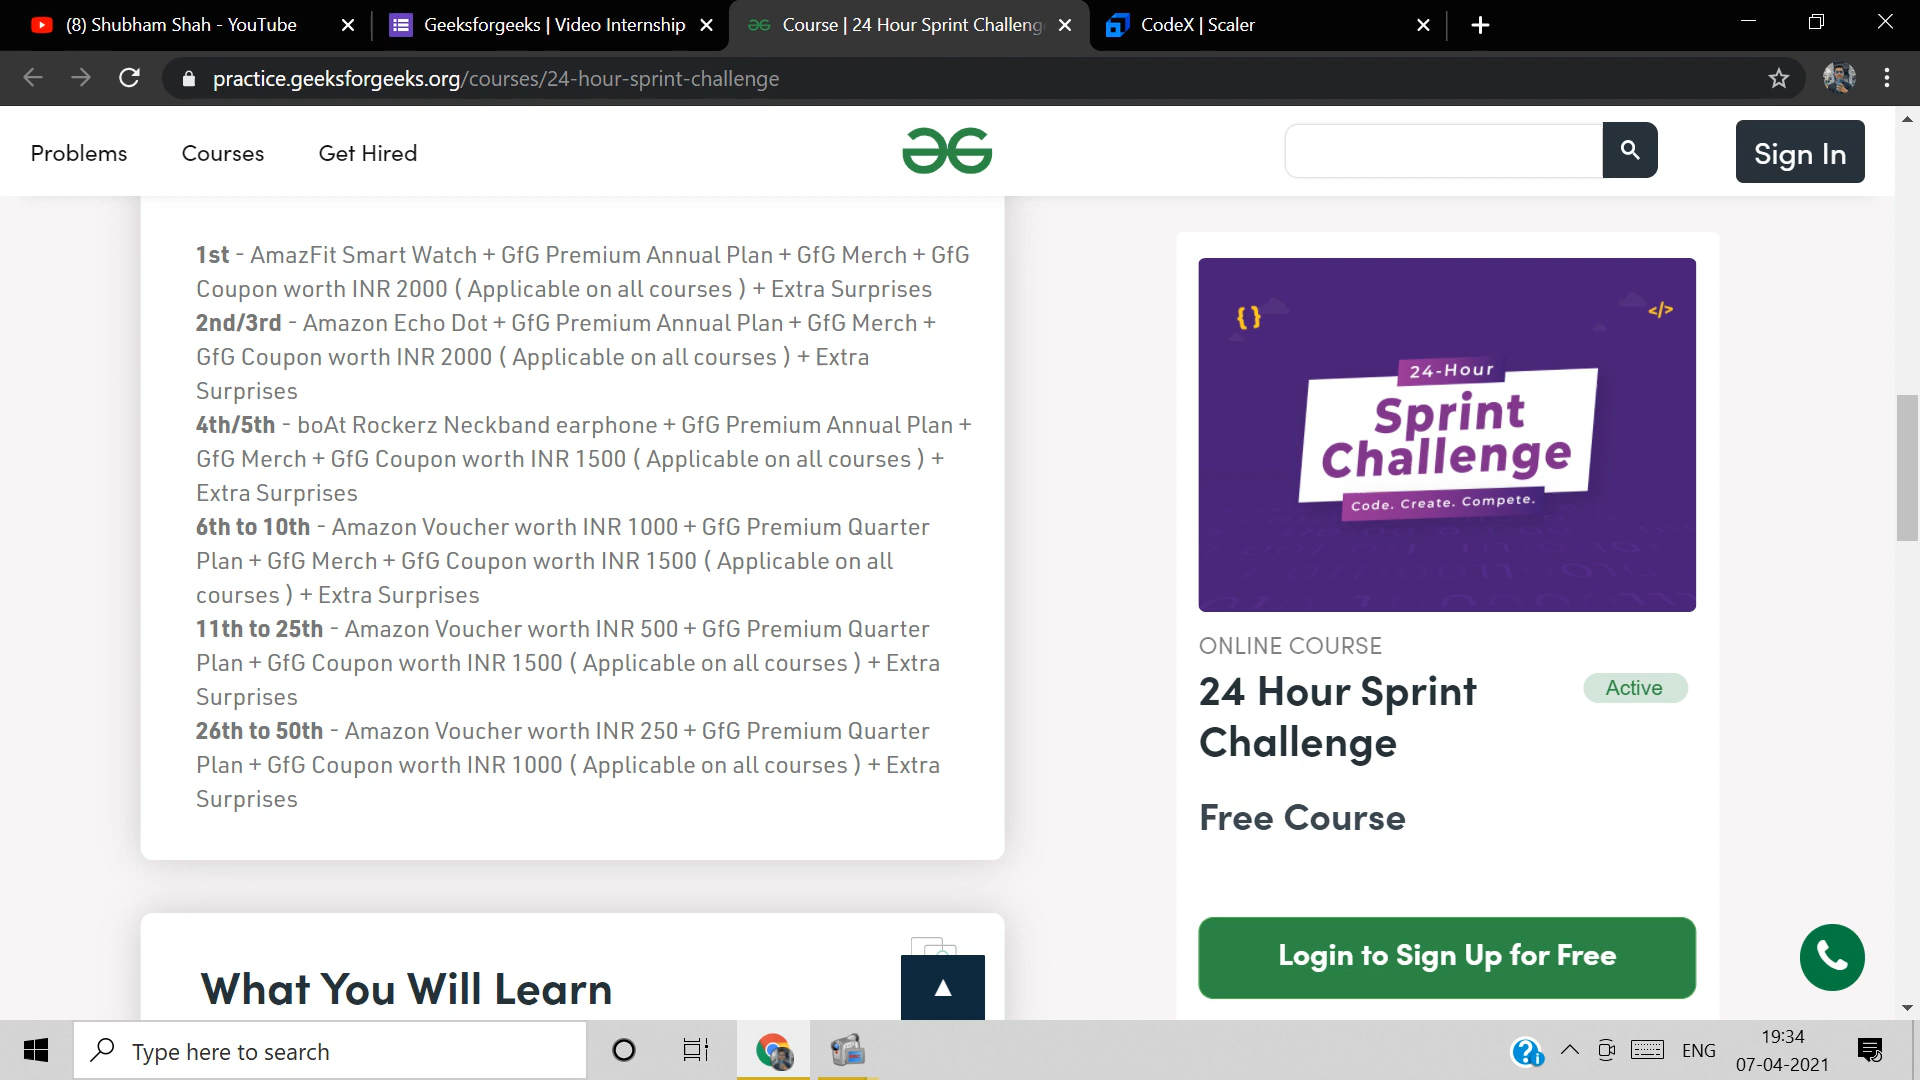 (8) Shubham Shah - YouTube
Geeksforgeeks | Video Internship
Course | 24 Hour Sprint Challeng
CodeX | Scaler
practice.geeksforgeeks.org/courses/24-hour-sprint-challenge
Problems
Courses
Get Hired
Sign In
1st - AmazFit Smart Watch + GfG Premium Annual Plan + GfG Merch + GfG
Coupon worth INR 2000 ( Applicable on all courses ) + Extra Surprises
2nd/3rd - Amazon Echo Dot + GfG Premium Annual Plan + GfG Merch +
GfG Coupon worth INR 2000 ( Applicable on all courses ) + Extra
Surprises
4th/5th - boAt Rockerz Neckband earphone + GfG Premium Annual Plan +
GfG Merch + GfG Coupon worth INR 1500 ( Applicable on all courses ) +
Extra Surprises
6th to 10th - Amazon Voucher worth INR 1000 + GfG Premium Quarter
Plan + GfG Merch + GfG Coupon worth INR 1500 ( Applicable on all
courses ) + Extra Surprises
11th to 25th - Amazon Voucher worth INR 500 + GfG Premium Quarter
Plan + GfG Coupon worth INR 1500 ( Applicable on all courses ) + Extra
Surprises
26th to 50th - Amazon Voucher worth INR 250 + GfG Premium Quarter
Plan + GfG Coupon worth INR 1000 ( Applicable on all courses ) + Extra
Surprises
What You Will Learn
{ }
</>
24-Hour
Sprint
Challenge
Code. Create. Compete.
ONLINE COURSE
24 Hour Sprint
Challenge
Active
Free Course
Login to Sign Up for Free
Type here to search
ENG
19:34
07-04-2021